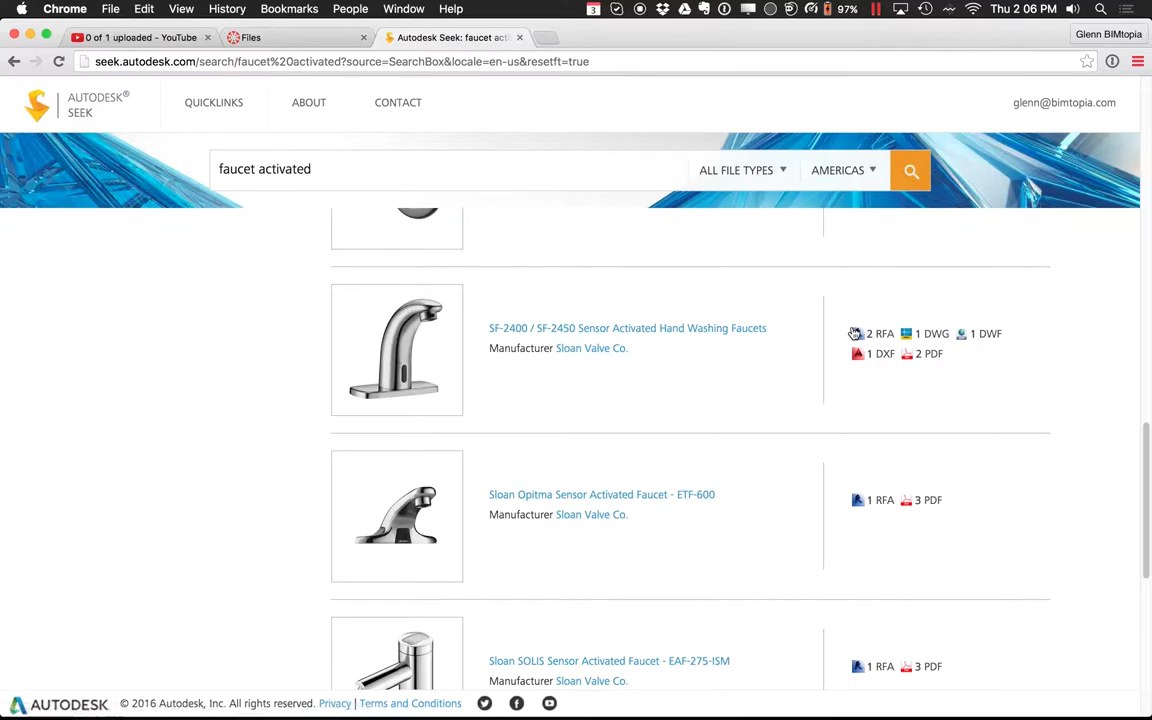 Chrome File Edit View History Bookmarks People Window Help 3 97% Thu 2 06 PM
0 of 1 uploaded - YouTube Files Autodesk Seek: faucet acti Glenn BIMtopia
seek.autodesk.com/search/faucet%20activated?source=SearchBox&locale=en-us&resetft=true
AUTODESK®
SEEK
QUICKLINKS ABOUT CONTACT glenn@bimtopia.com
faucet activated ALL FILE TYPES AMERICAS
SF-2400 / SF-2450 Sensor Activated Hand Washing Faucets
Manufacturer Sloan Valve Co.
2 RFA 1 DWG 1 DWF
1 DXF 2 PDF
Sloan Opitma Sensor Activated Faucet - ETF-600
Manufacturer Sloan Valve Co.
1 RFA 3 PDF
Sloan SOLIS Sensor Activated Faucet - EAF-275-ISM
Manufacturer Sloan Valve Co.
1 RFA 3 PDF
AUTODESK © 2016 Autodesk, Inc. All rights reserved. Privacy | Terms and Conditions